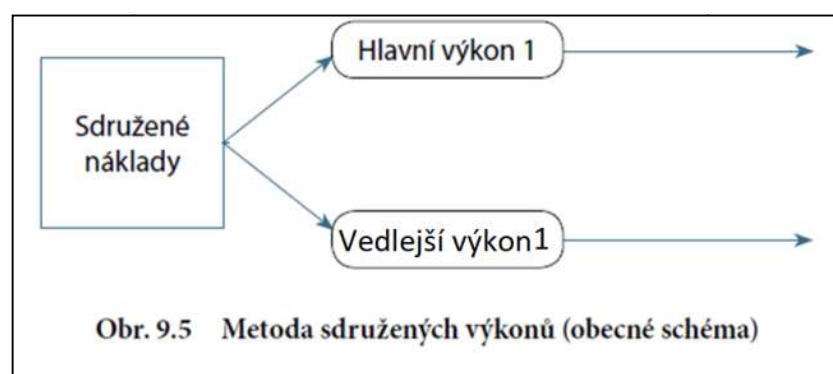 Hlavní výkon 1
Sdružené
náklady
Vedlejší výkon1
Obr. 9.5 Metoda sdružených výkonů (obecné schéma)